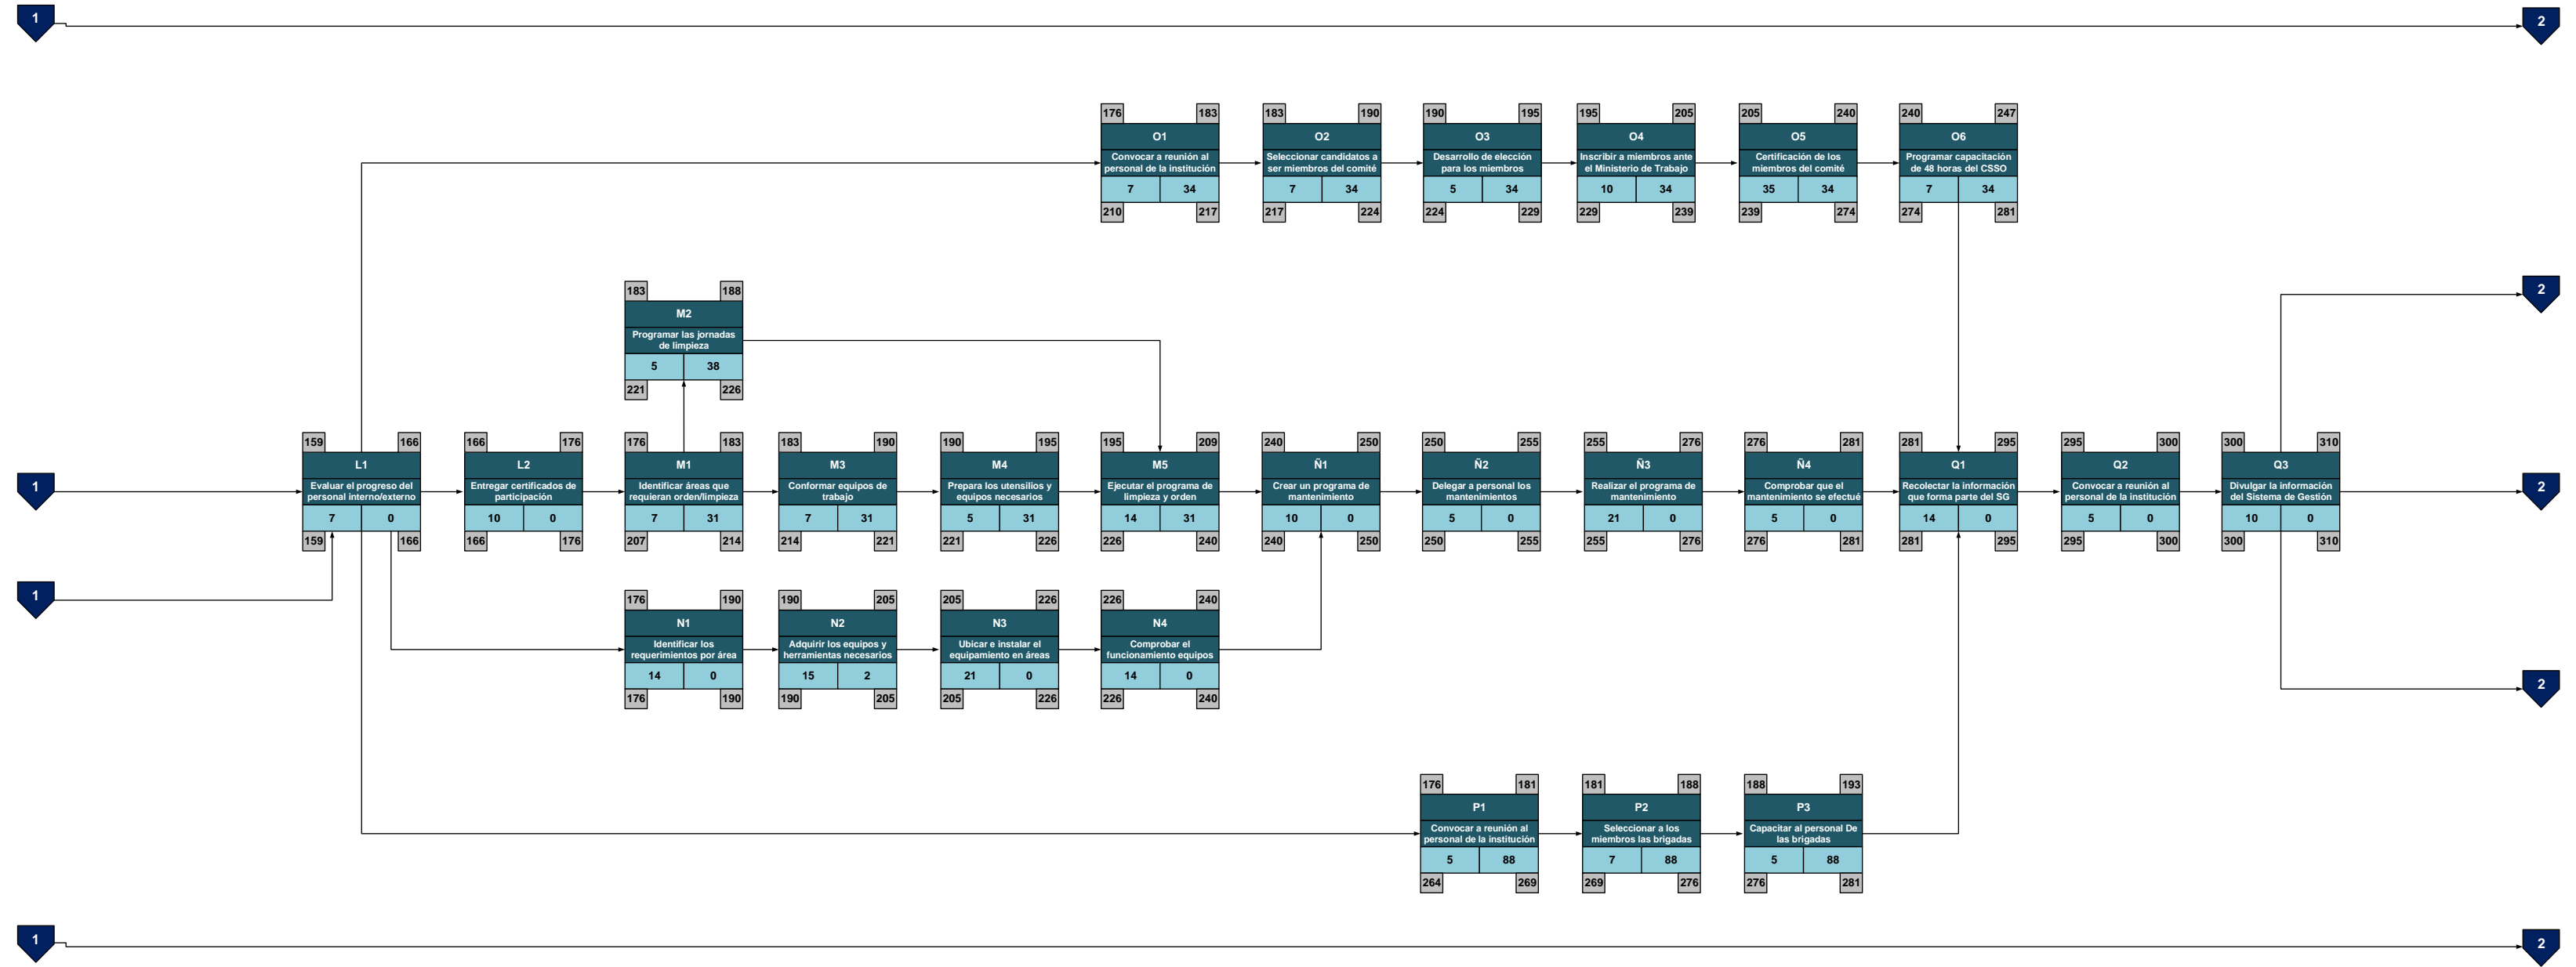 1
2
176 183
O1
Convocar a reunión al
personal de la institución
7 34
210 217
183 190
O2
Seleccionar candidatos a
ser miembros del comité
7 34
217 224
190 195
O3
Desarrollo de elección
para los miembros
5 34
224 229
195 205
O4
Inscribir a miembros ante
el Ministerio de Trabajo
10 34
229 239
205 240
O5
Certificación de los
miembros del comité
35 34
239 274
240 247
O6
Programar capacitación
de 48 horas del CSSO
7 34
274 281
2
183 188
M2
Programar las jornadas
de limpieza
5 38
221 226
1
159 166
L1
Evaluar el progreso del
personal interno/externo
7 0
159 166
166 176
L2
Entregar certificados de
participación
10 0
166 176
176 183
M1
Identificar áreas que
requieran orden/limpieza
7 31
207 214
183 190
M3
Conformar equipos de
trabajo
7 31
214 221
190 195
M4
Prepara los utensilios y
equipos necesarios
5 31
221 226
195 209
M5
Ejecutar el programa de
limpieza y orden
14 31
226 240
240 250
Ñ1
Crear un programa de
mantenimiento
10 0
240 250
250 255
Ñ2
Delegar a personal los
mantenimientos
5 0
250 255
255 276
Ñ3
Realizar el programa de
mantenimiento
21 0
255 276
276 281
Ñ4
Comprobar que el
mantenimiento se efectué
5 0
276 281
281 295
Q1
Recolectar la información
que forma parte del SG
14 0
281 295
295 300
Q2
Convocar a reunión al
personal de la institución
5 0
295 300
300 310
Q3
Divulgar la información
del Sistema de Gestión
10 0
300 310
2
1
176 190
N1
Identificar los
requerimientos por área
14 0
176 190
190 205
N2
Adquirir los equipos y
herramientas necesarios
15 2
190 205
205 226
N3
Ubicar e instalar el
equipamiento en áreas
21 0
205 226
226 240
N4
Comprobar el
funcionamiento equipos
14 0
226 240
2
176 181
P1
Convocar a reunión al
personal de la institución
5 88
264 269
181 188
P2
Seleccionar a los
miembros las brigadas
7 88
269 276
188 193
P3
Capacitar al personal De
las brigadas
5 88
276 281
1
2